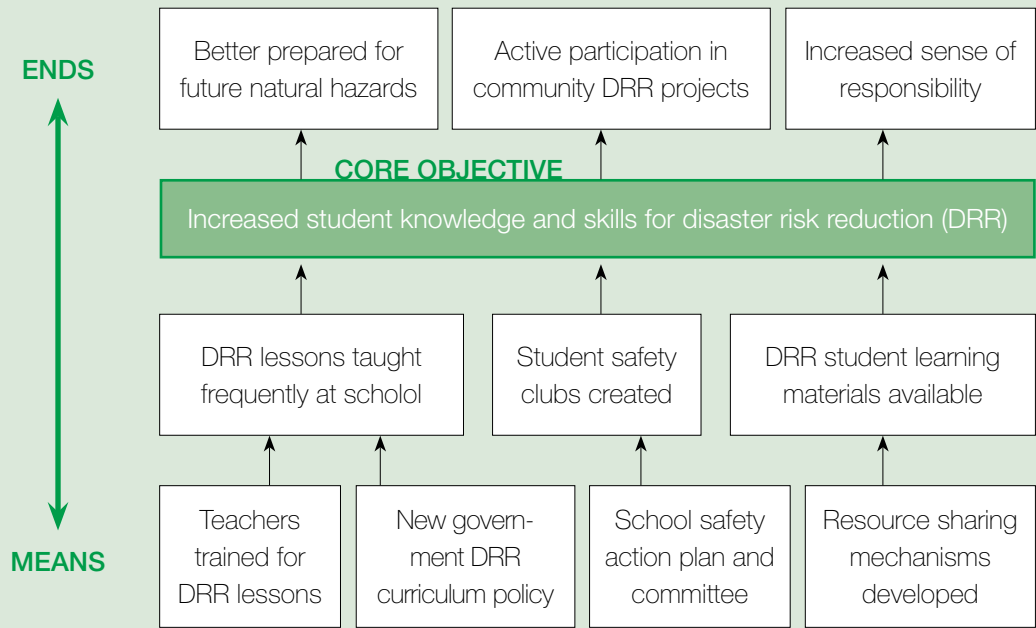 ENDS
Better prepared for
future natural hazards
Active participation in
community DRR projects
Increased sense of
responsibility
CORE OBJECTIVE
Increased student knowledge and skills for disaster risk reduction (DRR)
DRR lessons taught
frequently at scholol
Student safety
clubs created
DRR student learning
materials available
MEANS
Teachers
trained for
DRR lessons
New govern-
ment DRR
curriculum policy
School safety
action plan and
committee
Resource sharing
mechanisms
developed